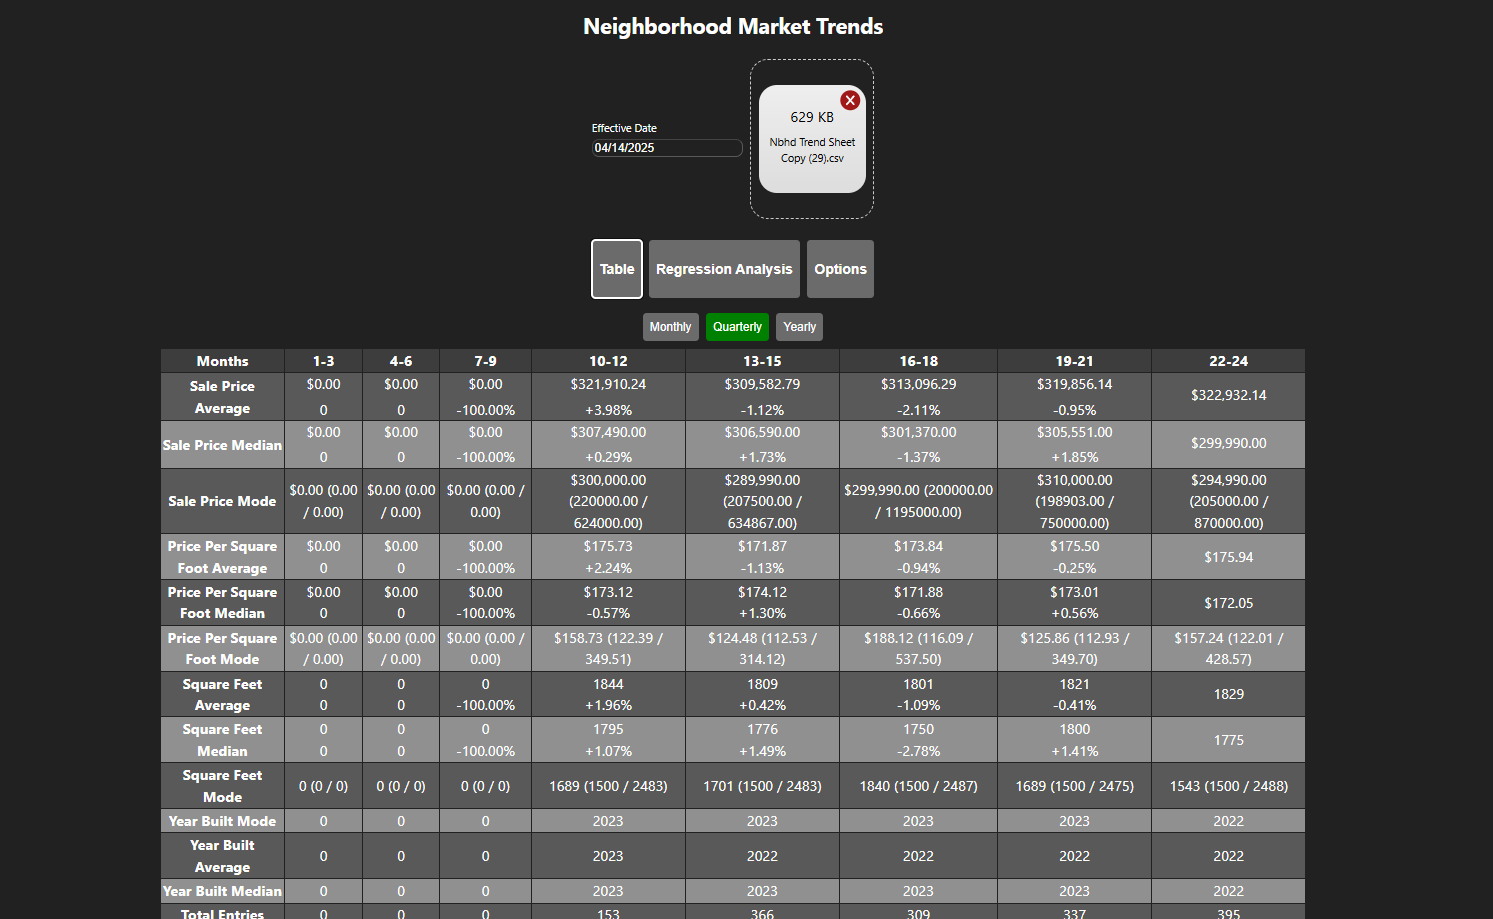 Neighborhood Market Trends
629 KB
Effective Date
Nbhd Trend Sheet
04/14/2025
Copy (29).csv
Table Regression Analysis Options
Monthly Quarterly Yearly
Months 1-3 4-6 7-9 10-12 13-15 16-18 19-21 22-24
Sale Price $0.00 $0.00 $0.00 $321,910.24 $309,582.79 $313,096.29 $319,856.14 $322,932.14
Average 0 0 -100.00% +3.98% -1.12% -2.11% -0.95%
Sale Price Median $0.00 $0.00 $0.00 $307,490.00 $306,590.00 $301,370.00 $305,551.00 $299,990.00
0 0 -100.00% +0.29% +1.73% -1.37% +1.85%
Sale Price Mode $0.00 (0.00 $0.00 (0.00 $0.00 (0.00 / $300,000.00 $289,990.00 $299,990.00 (200000.00 $310,000.00 $294,990.00
/ 0.00) / 0.00) 0.00) (220000.00 / (207500.00 / / 1195000.00) (198903.00 / (205000.00 /
624000.00) 634867.00) 750000.00) 870000.00)
Price Per Square $0.00 $0.00 $0.00 $175.73 $171.87 $173.84 $175.50 $175.94
Foot Average 0 0 -100.00% +2.24% -1.13% -0.94% -0.25%
Price Per Square $0.00 $0.00 $0.00 $173.12 $174.12 $171.88 $173.01 $172.05
Foot Median 0 0 -100.00% -0.57% +1.30% -0.66% +0.56%
Price Per Square $0.00 (0.00 $0.00 (0.00 $0.00 (0.00 / $158.73 (122.39 / $124.48 (112.53 / $188.12 (116.09 / $125.86 (112.93 / $157.24 (122.01 /
Foot Mode / 0.00) / 0.00) 0.00) 349.51) 314.12) 537.50) 349.70) 428.57)
Square Feet 0 0 0 1844 1809 1801 1821 1829
Average 0 0 -100.00% +1.96% +0.42% -1.09% -0.41%
Square Feet 0 0 0 1795 1776 1750 1800 1775
Median 0 0 -100.00% +1.07% +1.49% -2.78% +1.41%
Square Feet 0 (0 / 0) 0 (0 / 0) 0 (0 / 0) 1689 (1500 / 2483) 1701 (1500 / 2483) 1840 (1500 / 2487) 1689 (1500 / 2475) 1543 (1500 / 2488)
Mode
Year Built Mode 0 0 0 2023 2023 2023 2023 2022
Year Built 0 0 0 2023 2022 2022 2022 2022
Average
Year Built Median 0 0 0 2023 2023 2023 2023 2022
Total Entries 0 0 0 153 366 309 337 395